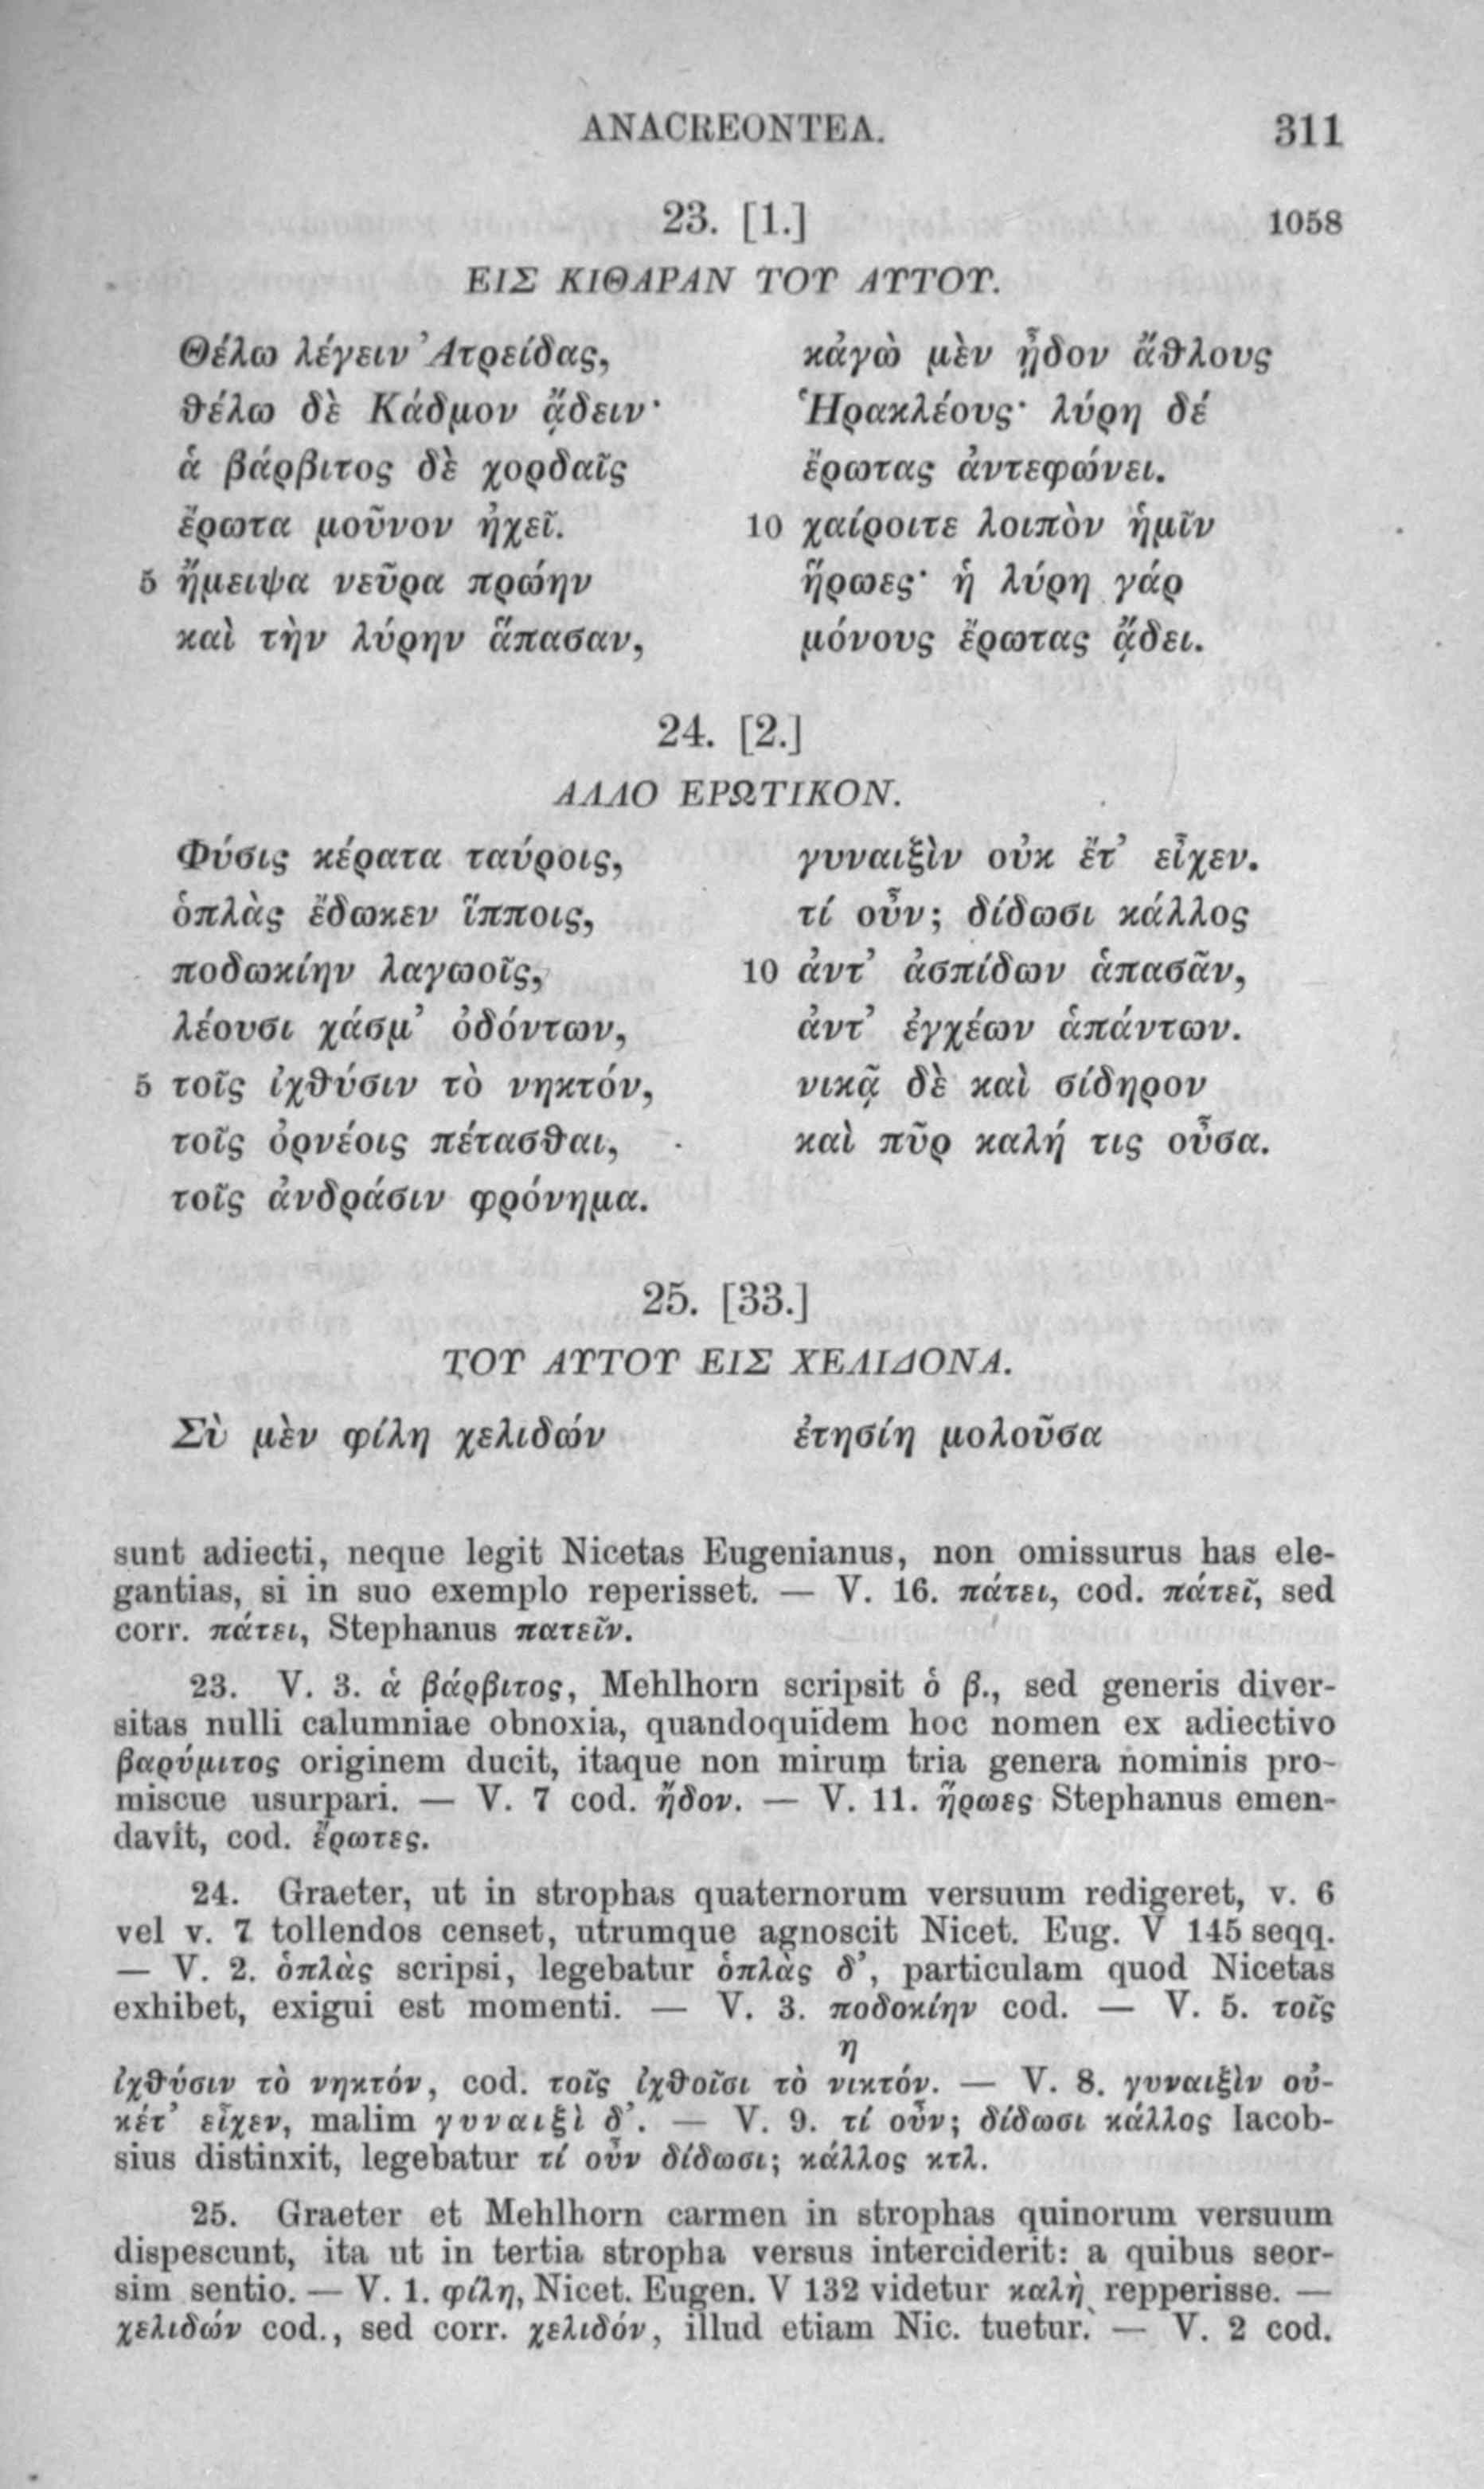 ANACREONTEA. 311
23. [1.] 1058
ΕΙΣ ΚΙΘΑΡΑΝ ΤΟΥ ΑΥΤΟΥ.
Θέλω λέγειν Ἀτρείδας,
θέλω δὲ Κάδμον ᾄδειν·
ἁ βάρβιτος δὲ χορδαῖς
ἔρωτα μοῦνον ἠχεῖ.
5 ἤμειψα νεῦρα πρώην
καὶ τὴν λύρην ἅπασαν,
κἀγὼ μὲν ᾖδον ἄθλους
Ἡρακλέους· λύρη δέ
ἔρωτας ἀντεφώνει.
10 χαίροιτε λοιπὸν ἡμῖν
ἥρωες· ἡ λύρη γάρ
μόνους ἔρωτας ᾄδει.
24. [2.]
ΑΛΛΟ ΕΡΩΤΙΚΟΝ.
Φύσις κέρατα ταύροις,
ὁπλὰς ἔδωκεν ἵπποις,
ποδωκίην λαγωοῖς,
λέουσι χάσμ’ ὀδόντων,
5 τοῖς ἰχθύσιν τὸ νηκτόν,
τοῖς ὀρνέοις πέτασθαι,
τοῖς ἀνδράσιν φρόνημα.
γυναιξὶν οὐκ ἔτ’ εἶχεν.
τί οὖν; δίδωσι κάλλος
10 ἀντ’ ἀσπίδων ἁπασᾶν,
ἀντ’ ἐγχέων ἁπάντων.
νικᾷ δὲ καὶ σίδηρον
καὶ πῦρ καλή τις οὖσα.
25. [33.]
ΤΟΥ ΑΥΤΟΥ ΕΙΣ ΧΕΛΙΔΟΝΑ.
Σὺ μὲν φίλη χελιδών
ἐτησίη μολοῦσα
sunt adiecti, neque legit Nicetas Eugenianus, non omissurus has ele-
gantias, si in suo exemplo reperisset. — V. 16. πάτει, cod. πάτεῖ, sed
corr. πάτει, Stephanus πατεῖν.
23. V. 3. ἁ βάρβιτος, Mehlhorn scripsit ὁ β., sed generis diver-
sitas nulli calumniae obnoxia, quandoquidem hoc nomen ex adiectivo
βαρύμιτος originem ducit, itaque non mirum tria genera nominis pro-
miscue usurpari. — V. 7 cod. ἤδον. — V. 11. ἥρωες Stephanus emen-
davit, cod. ἔρωτες.
24. Graeter, ut in strophas quaternorum versuum redigeret, v. 6
vel v. 7 tollendos censet, utrumque agnoscit Nicet. Eug. V 145 seqq.
— V. 2. ὁπλὰς scripsi, legebatur ὁπλὰς δ’, particulam quod Nicetas
exhibet, exigui est momenti. — V. 3. ποδοκίην cod. — V. 5. τοῖς
η
ἰχθύσιν τὸ νηκτόν, cod. τοῖς ἰχθοῖσι τὸ νικτόν. — V. 8. γυναιξὶν οὐ-
κέτ’ εἶχεν, malim γυναιξὶ δ’. — V. 9. τί οὖν; δίδωσι κάλλος Iacob-
sius distinxit, legebatur τί οὖν δίδωσι; κάλλος κτλ.
25. Graeter et Mehlhorn carmen in strophas quinorum versuum
dispescunt, ita ut in tertia stropha versus interciderit: a quibus seor-
sim sentio. — V. 1. φίλη, Nicet. Eugen. V 132 videtur καλὴ repperisse. —
χελιδών cod., sed corr. χελιδόν, illud etiam Nic. tuetur. — V. 2 cod.